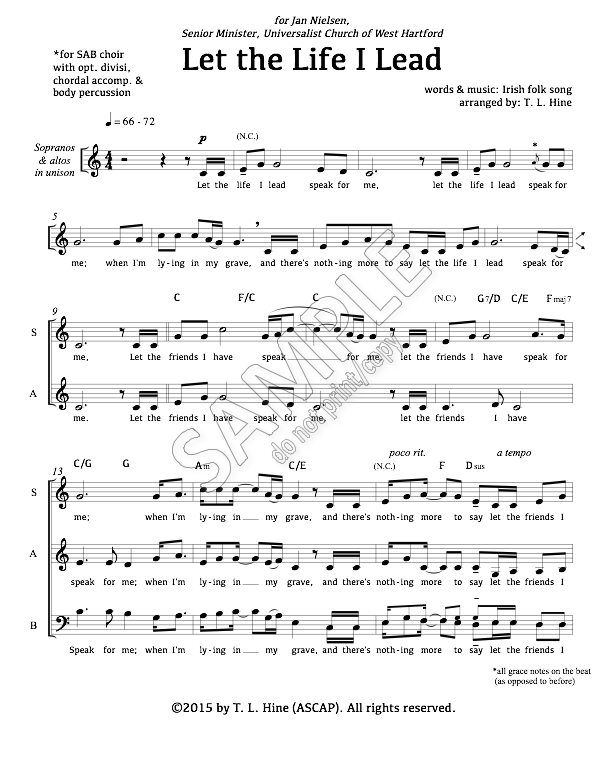 for Jan Nielsen,
Senior Minister, Universalist Church of West Hartford
Let the Life I Lead
*for SAB choir
with opt. divisi,
chordal accomp. &
body percussion
words & music: Irish folk song
arranged by: T. L. Hine
♩ = 66 - 72
Sopranos
& altos
in unison
p
(N.C.)
*
Let the life I lead speak for me, let the life I lead speak for
5
me; when I'm ly-ing in my grave, and there's noth-ing more to say let the life I lead speak for
9
C F/C C (N.C.) G7/D C/E Fmaj7
S
me, Let the friends I have speak for me, let the friends I have speak for
A
me. Let the friends I have speak for me. let the friends I have
poco rit. a tempo
13
C/G G Am C/E (N.C.) F Dsus
S
me; when I'm ly-ing in my grave, and there's noth-ing more to say let the friends I
A
speak for me; when I'm ly-ing in my grave, and there's noth-ing more to say let the friends I
B
Speak for me; when I'm ly-ing in my grave, and there's noth-ing more to say let the friends I
*all grace notes on the beat
(as opposed to before)
©2015 by T. L. Hine (ASCAP). All rights reserved.
SAMPLE
do not print/copy